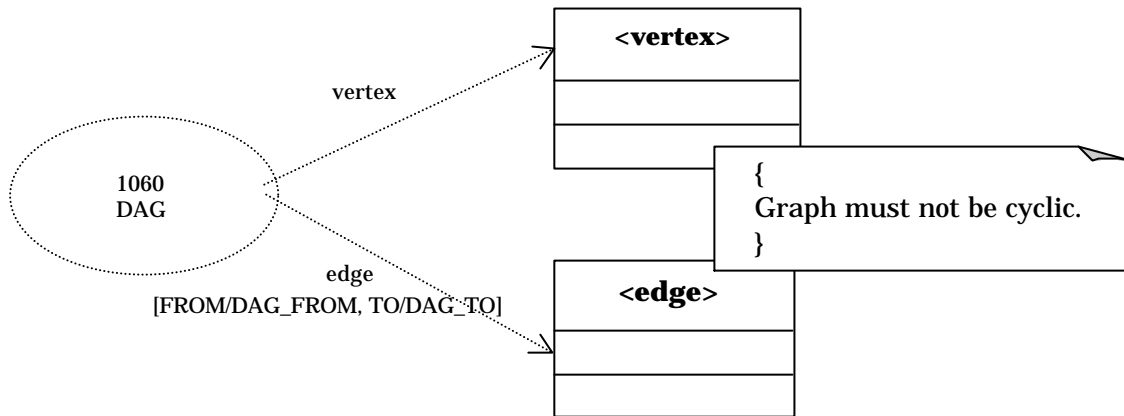 <vertex>
vertex
1060
DAG
{
Graph must not be cyclic.
}
edge
[FROM/DAG_FROM, TO/DAG_TO]
<edge>